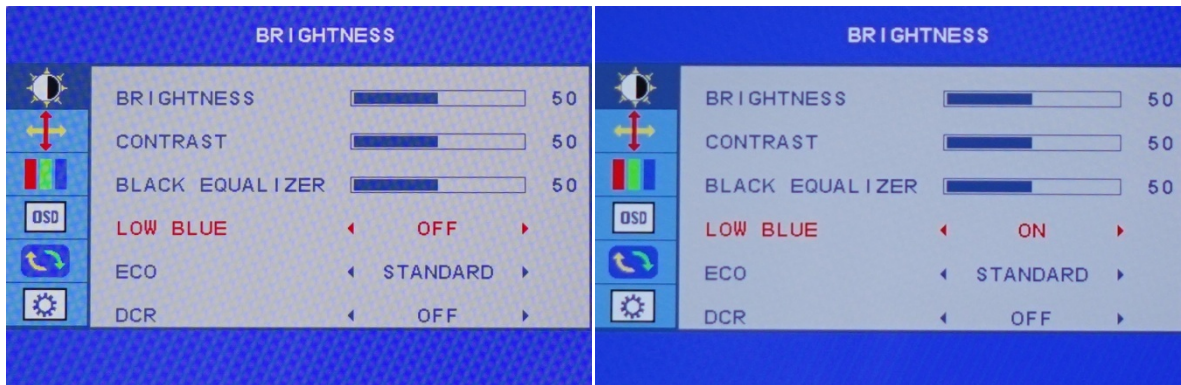 BRIGHTNESS
BRIGHTNESS 50
CONTRAST 50
BLACK EQUALIZER 50
OSD
LOW BLUE OFF
ECO STANDARD
DCR OFF
BRIGHTNESS
BRIGHTNESS 50
CONTRAST 50
BLACK EQUALIZER 50
OSD
LOW BLUE ON
ECO STANDARD
DCR OFF